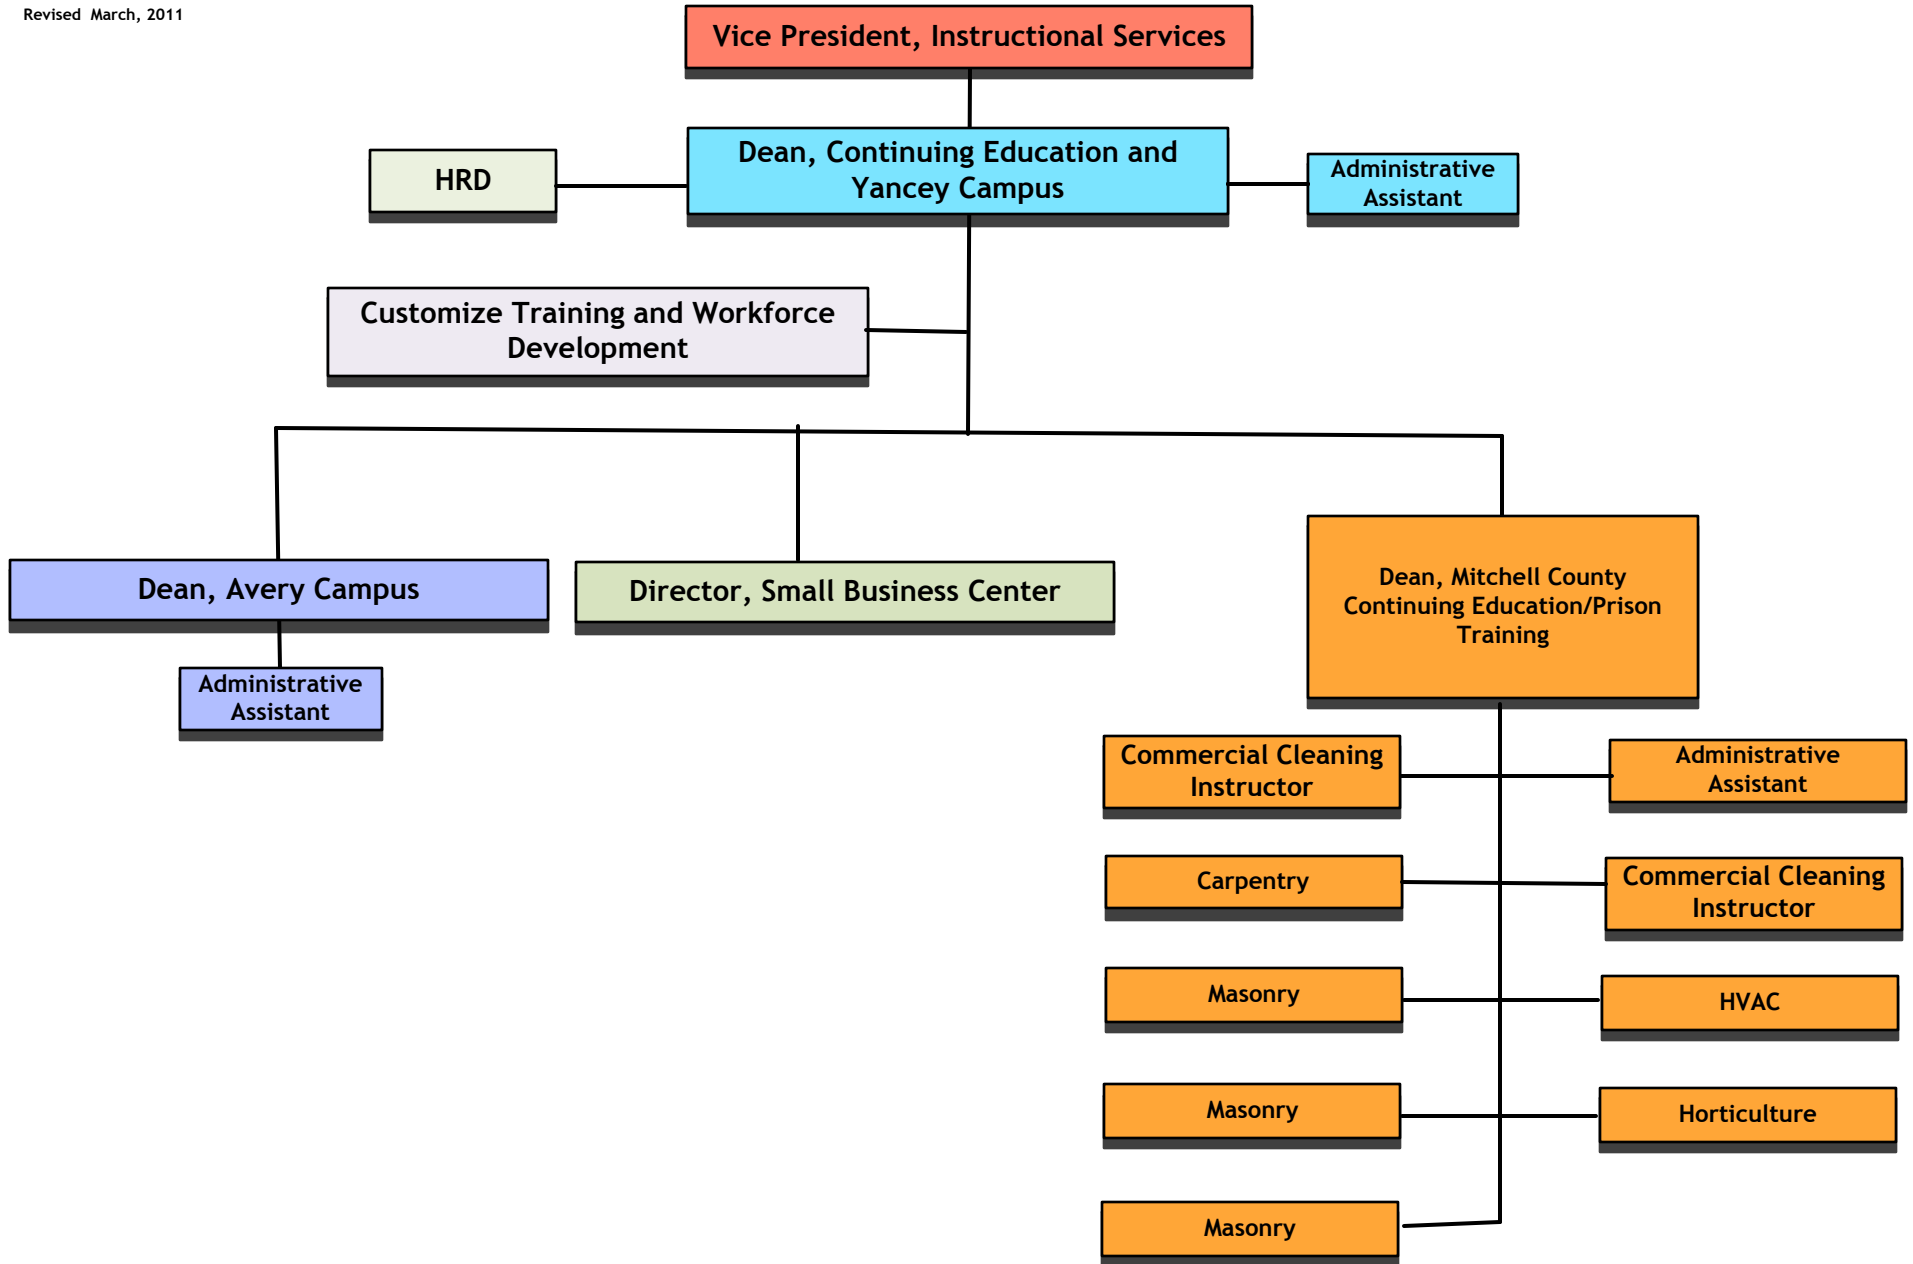 Revised March, 2011
Vice President, Instructional Services
HRD
Dean, Continuing Education and
Yancey Campus
Administrative
Assistant
Customize Training and Workforce
Development
Dean, Avery Campus
Administrative
Assistant
Director, Small Business Center
Dean, Mitchell County
Continuing Education/Prison
Training
Commercial Cleaning
Instructor
Administrative
Assistant
Carpentry
Commercial Cleaning
Instructor
Masonry
HVAC
Masonry
Horticulture
Masonry